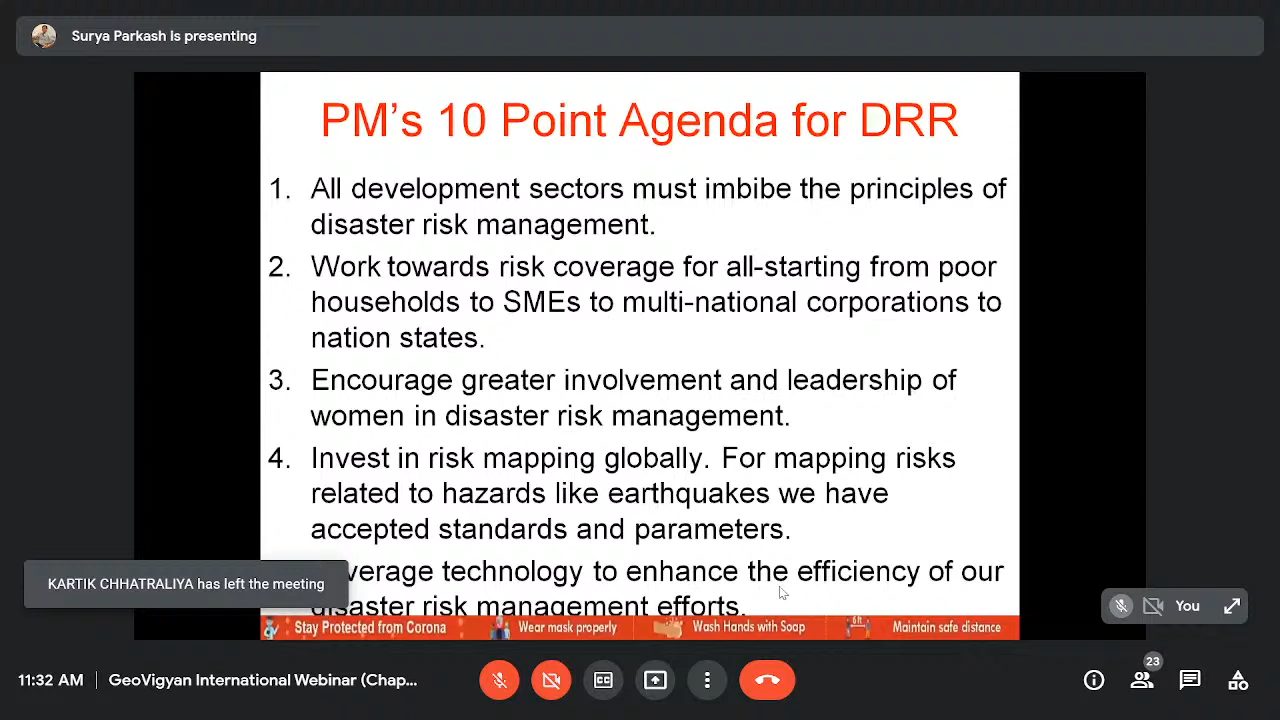 Surya Parkash is presenting
PM's 10 Point Agenda for DRR
1. All development sectors must imbibe the principles of
disaster risk management.
2. Work towards risk coverage for all-starting from poor
households to SMEs to multi-national corporations to
nation states.
3. Encourage greater involvement and leadership of
women in disaster risk management.
4. Invest in risk mapping globally. For mapping risks
related to hazards like earthquakes we have
accepted standards and parameters.
KARTIK CHHATRALIYA has left the meeting
verage technology to enhance the efficiency of our
disaster risk management efforts.
You
Stay Protected from Corona Wear mask properly Wash Hands with Soap 6 ft Maintain safe distance
11:32 AM | GeoVigyan International Webinar (Chap...
23